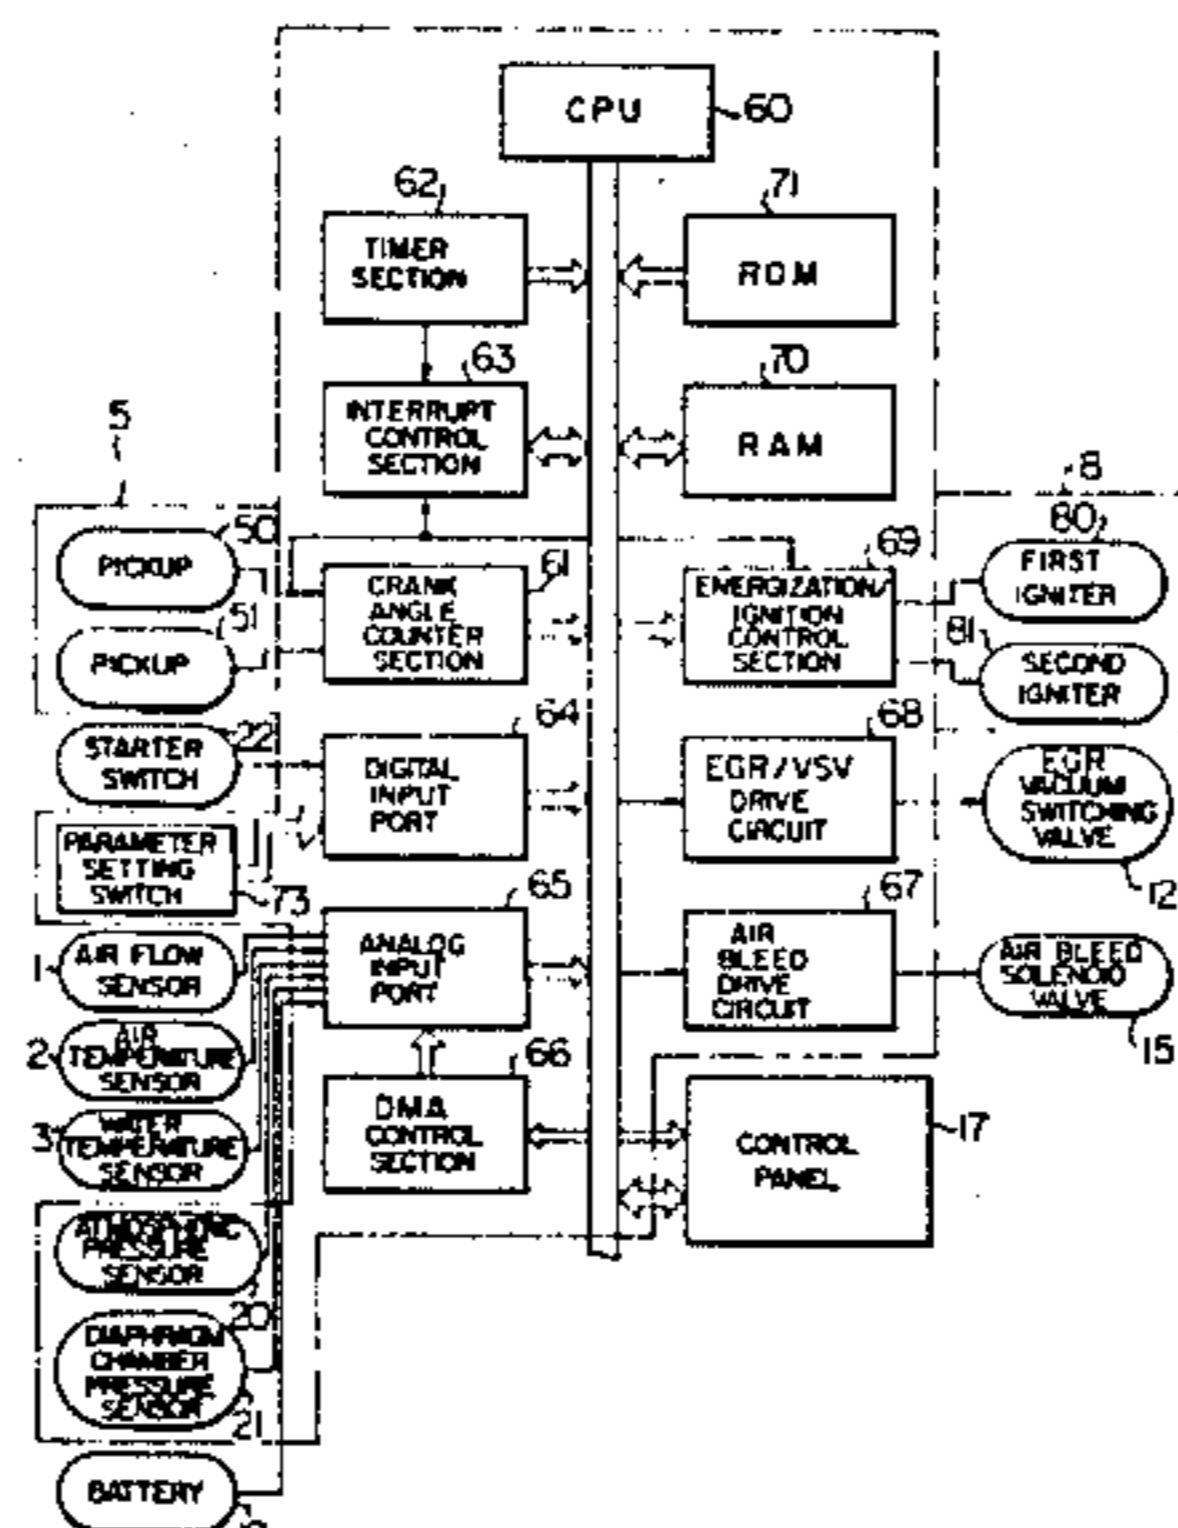 CPU
60
62
71
TIMER
SECTION
ROM
63
70
INTERRUPT
CONTROL
SECTION
RAM
5
8
50
PICKUP
61
CRANK
ANGLE
COUNTER
SECTION
69
ENERGIZATION/
IGNITION
CONTROL
SECTION
80
FIRST
IGNITER
51
PICKUP
81
SECOND
IGNITER
22
STARTER
SWITCH
64
DIGITAL
INPUT
PORT
68
EGR/VSV
DRIVE
CIRCUIT
EGR
VACUUM
SWITCHING
VALVE
12
PARAMETER
SETTING
SWITCH
73
65
ANALOG
INPUT
PORT
67
AIR
BLEED
DRIVE
CIRCUIT
1
AIR FLOW
SENSOR
AIR BLEED
SOLENOID
VALVE
15
2
AIR
TEMPERATURE
SENSOR
66
DMA
CONTROL
SECTION
3
WATER
TEMPERATURE
SENSOR
CONTROL
PANEL
17
PRESSURE
SENSOR
20
DIAPHRAGM
CHAMBER
PRESSURE
SENSOR
21
BATTERY